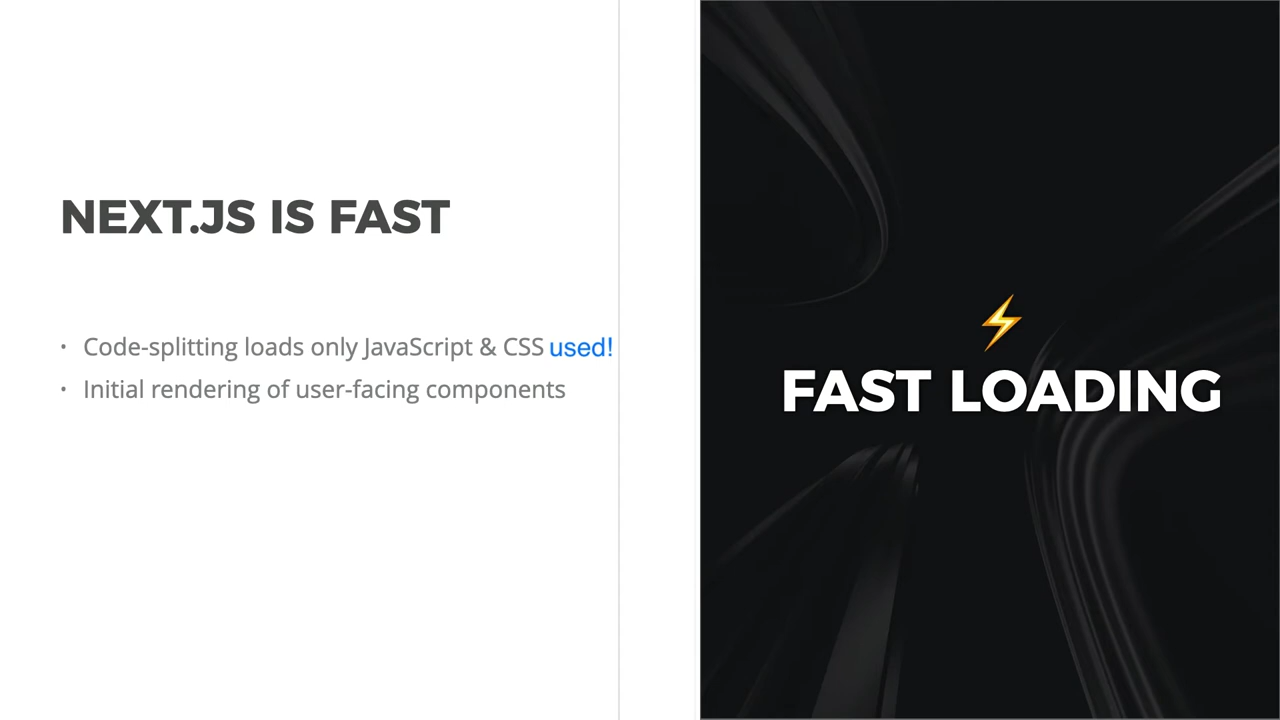 NEXT.JS IS FAST
• Code-splitting loads only JavaScript & CSS used!
• Initial rendering of user-facing components
⚡
FAST LOADING